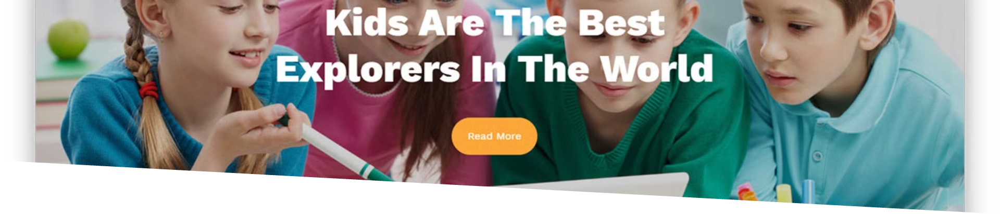 Kids Are The Best
Explorers In The World
Read More